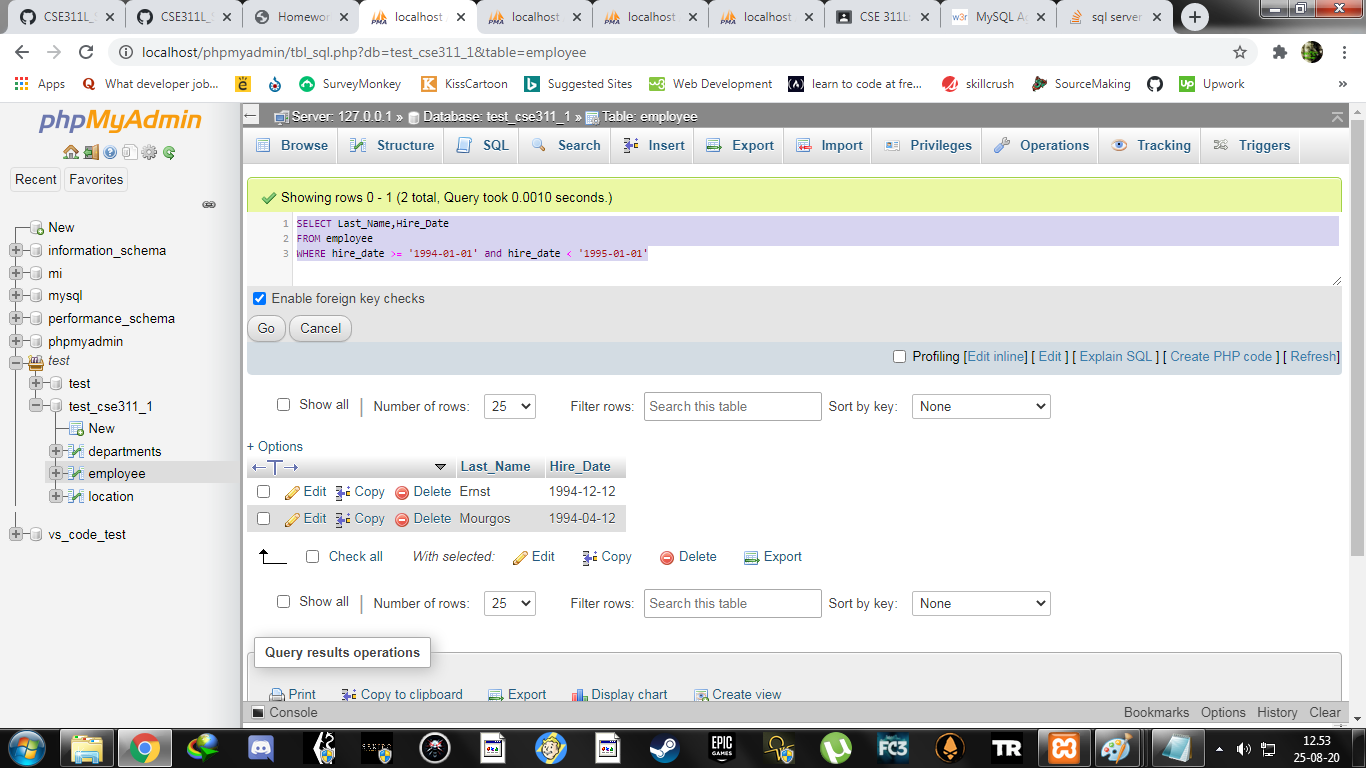 CSE311L_ CSE311L_ Homewor localhost localhost localhost localhost CSE 311L: MySQL Ag sql server
localhost/phpmyadmin/tbl_sql.php?db=test_cse311_1&table=employee
Apps What developer job... SurveyMonkey KissCartoon Suggested Sites Web Development learn to code at fre... skillcrush SourceMaking Upwork »
phpMyAdmin
Recent Favorites
New
information_schema
mi
mysql
performance_schema
phpmyadmin
test
test
test_cse311_1
New
departments
employee
location
vs_code_test
Server: 127.0.0.1 » Database: test_cse311_1 » Table: employee
Browse Structure SQL Search Insert Export Import Privileges Operations Tracking Triggers
Showing rows 0 - 1 (2 total, Query took 0.0010 seconds.)
1 SELECT Last_Name,Hire_Date
2 FROM employee
3 WHERE hire_date >= '1994-01-01' and hire_date < '1995-01-01'
Enable foreign key checks
Go Cancel
Profiling [Edit inline] [ Edit ] [ Explain SQL ] [ Create PHP code ] [ Refresh]
Show all | Number of rows: 25 Filter rows: Search this table Sort by key: None
+ Options
←T→ Last_Name Hire_Date
Edit Copy Delete Ernst 1994-12-12
Edit Copy Delete Mourgos 1994-04-12
Check all With selected: Edit Copy Delete Export
Show all | Number of rows: 25 Filter rows: Search this table Sort by key: None
Query results operations
Print Copy to clipboard Export Display chart Create view
Console Bookmarks Options History Clear
EPIC GAMES FC3 TR 12.53
25-08-20